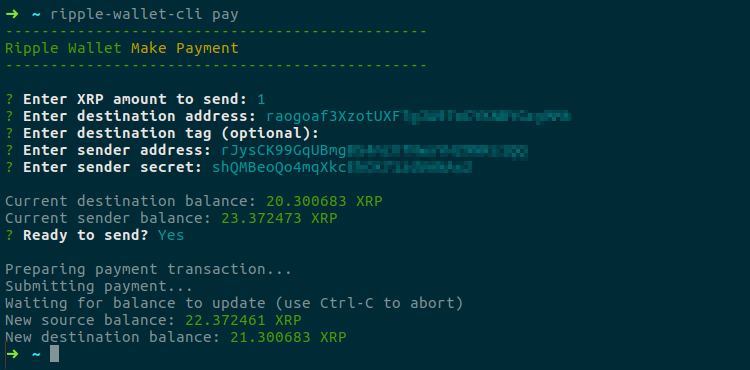 ➜ ~ ripple-wallet-cli pay
-----------------------------------------------
Ripple Wallet Make Payment
-----------------------------------------------
? Enter XRP amount to send: 1
? Enter destination address: raogoaf3XzotUXF
? Enter destination tag (optional):
? Enter sender address: rJysCK99GqUBmg
? Enter sender secret: shQMBeoQo4mqXkc
Current destination balance: 20.300683 XRP
Current sender balance: 23.372473 XRP
? Ready to send? Yes
Preparing payment transaction...
Submitting payment...
Waiting for balance to update (use Ctrl-C to abort)
New source balance: 22.372461 XRP
New destination balance: 21.300683 XRP
➜ ~